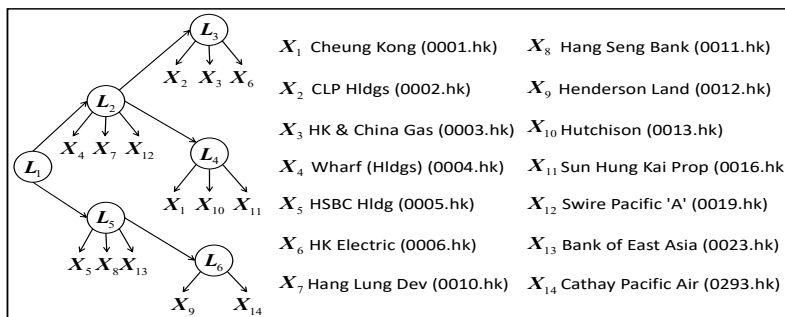 L3
X1 Cheung Kong (0001.hk)
X8 Hang Seng Bank (0011.hk)
X2 X3 X6
X2 CLP Hldgs (0002.hk)
X9 Henderson Land (0012.hk)
L2
X3 HK & China Gas (0003.hk)
X10 Hutchison (0013.hk)
X4 X7 X12
L4
L1
X4 Wharf (Hldgs) (0004.hk)
X11 Sun Hung Kai Prop (0016.hk)
X1 X10 X11
X5 HSBC Hldg (0005.hk)
X12 Swire Pacific 'A' (0019.hk)
L5
X6 HK Electric (0006.hk)
X13 Bank of East Asia (0023.hk)
X5 X8 X13
L6
X7 Hang Lung Dev (0010.hk)
X14 Cathay Pacific Air (0293.hk)
X9 X14